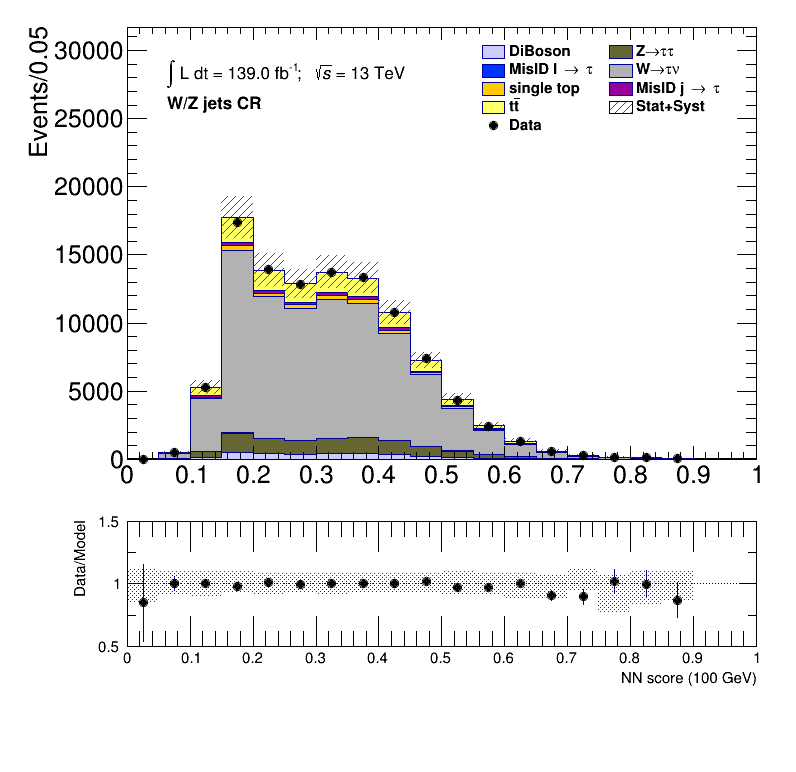 Events/0.05
30000
25000
20000
15000
10000
5000
0
∫ L dt = 139.0 fb⁻¹; √s = 13 TeV
W/Z jets CR
DiBoson
MisID l → τ
single top
tt̄
Data
Z→ττ
W→τν
MisID j → τ
Stat+Syst
0 0.1 0.2 0.3 0.4 0.5 0.6 0.7 0.8 0.9 1
Data/Model
1.5
1
0.5
0 0.1 0.2 0.3 0.4 0.5 0.6 0.7 0.8 0.9 1
NN score (100 GeV)